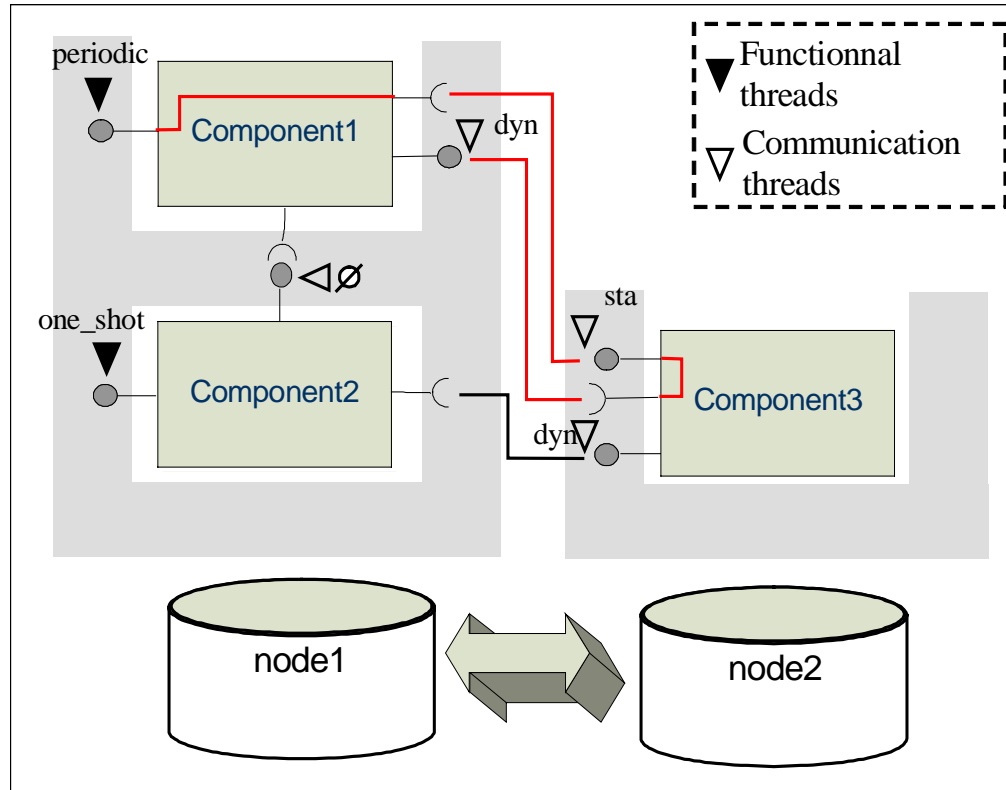 periodic
Component1
dyn
Functionnal
threads
Communication
threads
Ø
one_shot
Component2
sta
Component3
dyn
node1
node2